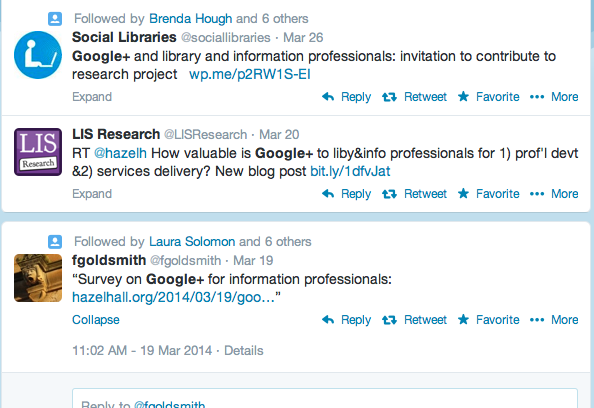 Followed by Brenda Hough and 6 others
Social Libraries @sociallibraries · Mar 26
Google+ and library and information professionals: invitation to contribute to
research project wp.me/p2RW1S-EI
Expand Reply Retweet Favorite ••• More
LIS Research @LISResearch · Mar 20
LIS
Research
RT @hazelh How valuable is Google+ to liby&info professionals for 1) prof'l devt
&2) services delivery? New blog post bit.ly/1dfvJat
Expand Reply Retweet Favorite ••• More
Followed by Laura Solomon and 6 others
fgoldsmith @fgoldsmith · Mar 19
“Survey on Google+ for information professionals:
hazelhall.org/2014/03/19/goo…”
Collapse Reply Retweet Favorite ••• More
11:02 AM - 19 Mar 2014 · Details
Reply to @fgoldsmith